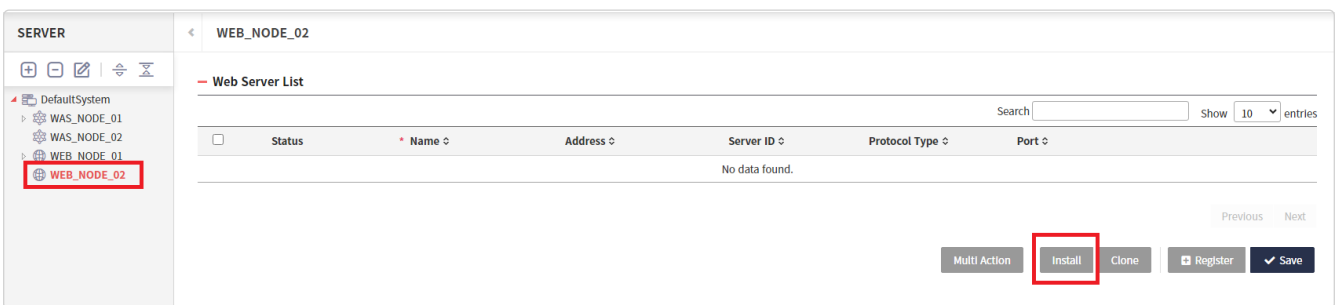 SERVER
WEB_NODE_02
DefaultSystem
WAS_NODE_01
WAS_NODE_02
WEB_NODE_01
WEB_NODE_02
Web Server List
Search Show 10 entries
Status * Name Address Server ID Protocol Type Port
No data found.
Previous Next
Multi Action Install Clone Register Save